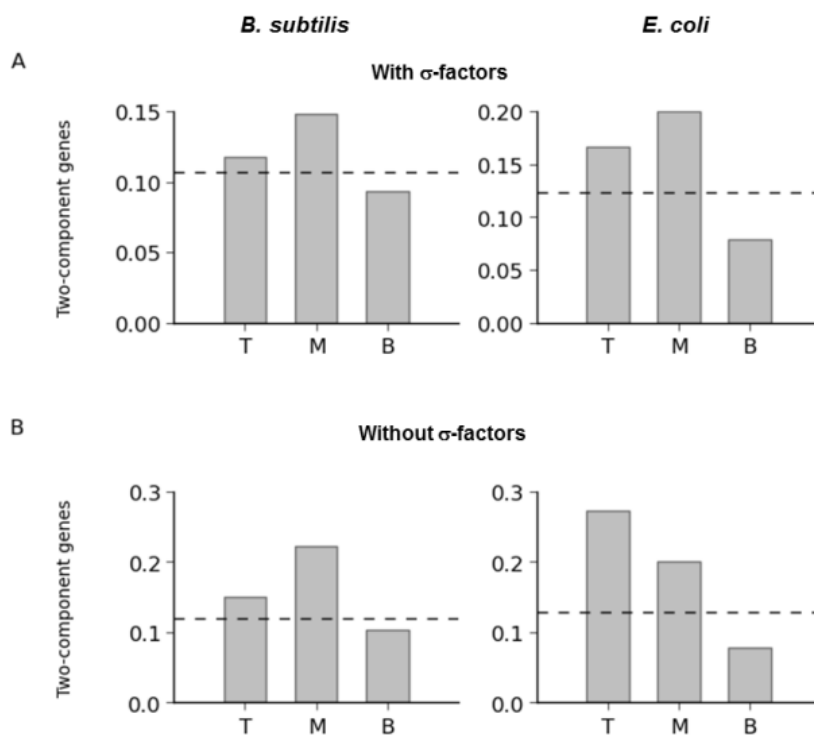 B. subtilis E. coli
A
With σ-factors
Two-component genes
0.15
0.10
0.05
0.00
T M B
0.20
0.15
0.10
0.05
0.00
T M B
B
Without σ-factors
Two-component genes
0.3
0.2
0.1
0.0
T M B
0.3
0.2
0.1
0.0
T M B